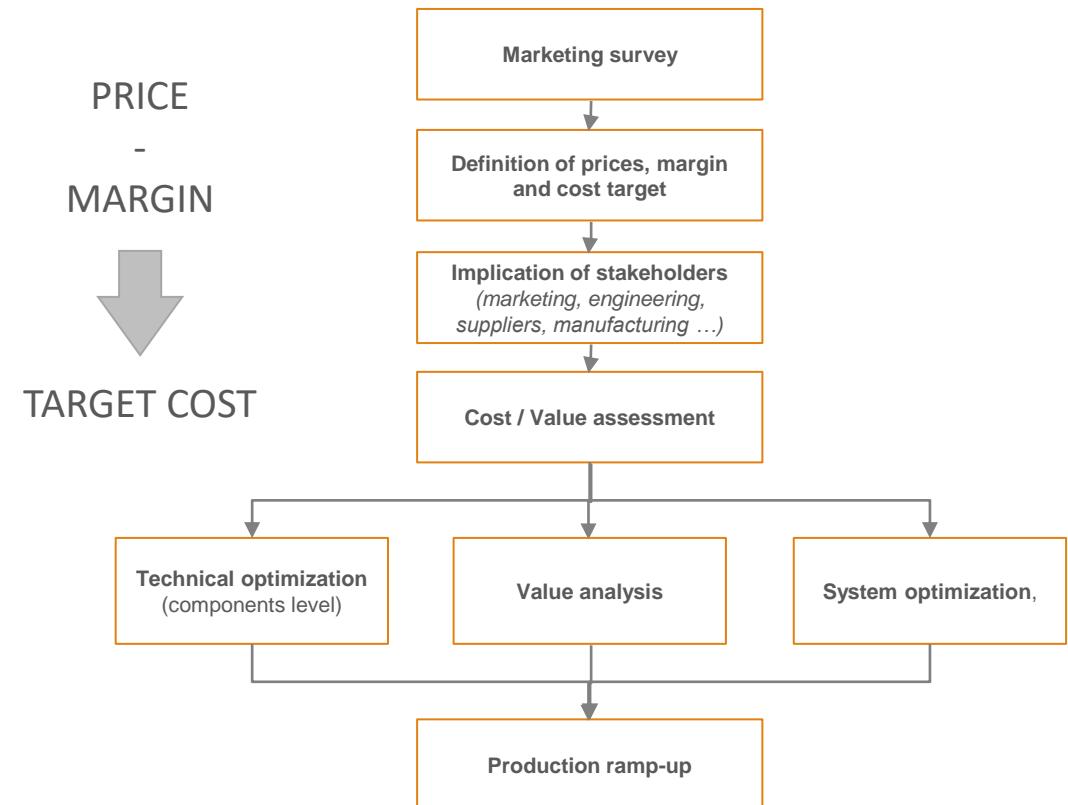 PRICE
-
MARGIN
TARGET COST
Marketing survey
Definition of prices, margin
and cost target
Implication of stakeholders
(marketing, engineering,
suppliers, manufacturing …)
Cost / Value assessment
Technical optimization
(components level)
Value analysis
System optimization,
Production ramp-up